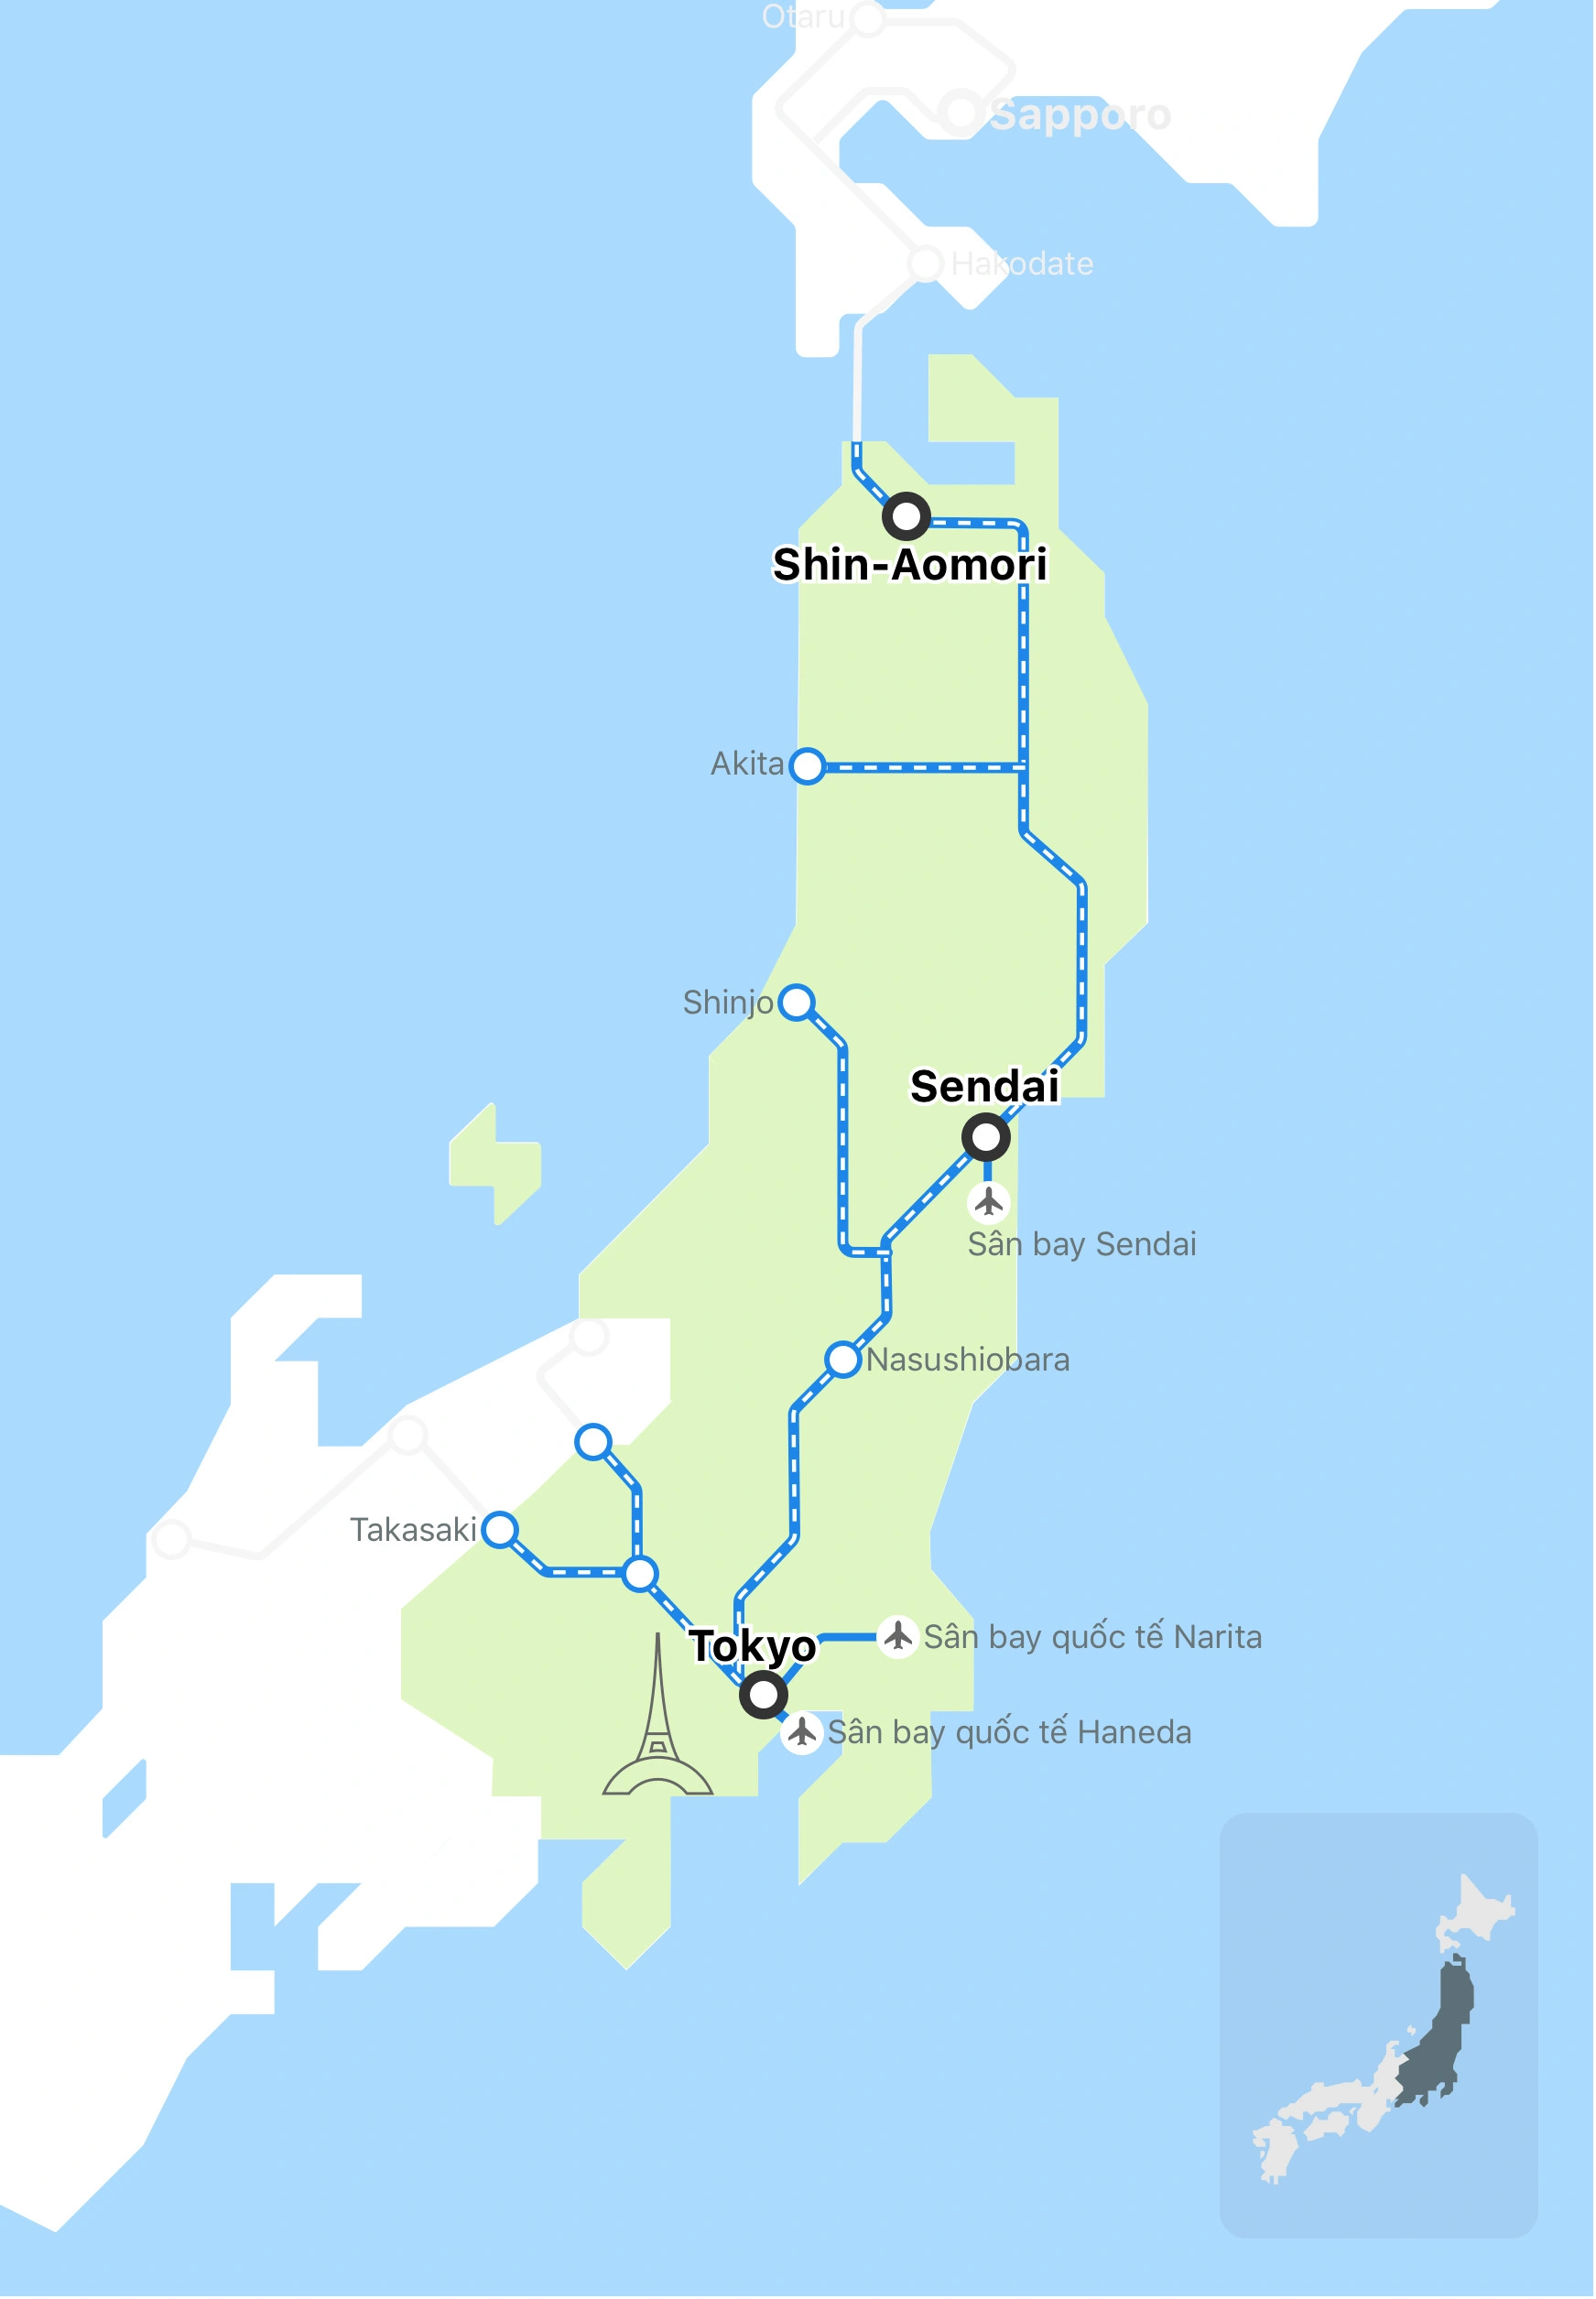 Otaru
Sapporo
Hakodate
Shin-Aomori
Akita
Shinjo
Sendai
Sân bay Sendai
Nasushiobara
Takasaki
Sân bay quốc tế Narita
Tokyo
Sân bay quốc tế Haneda